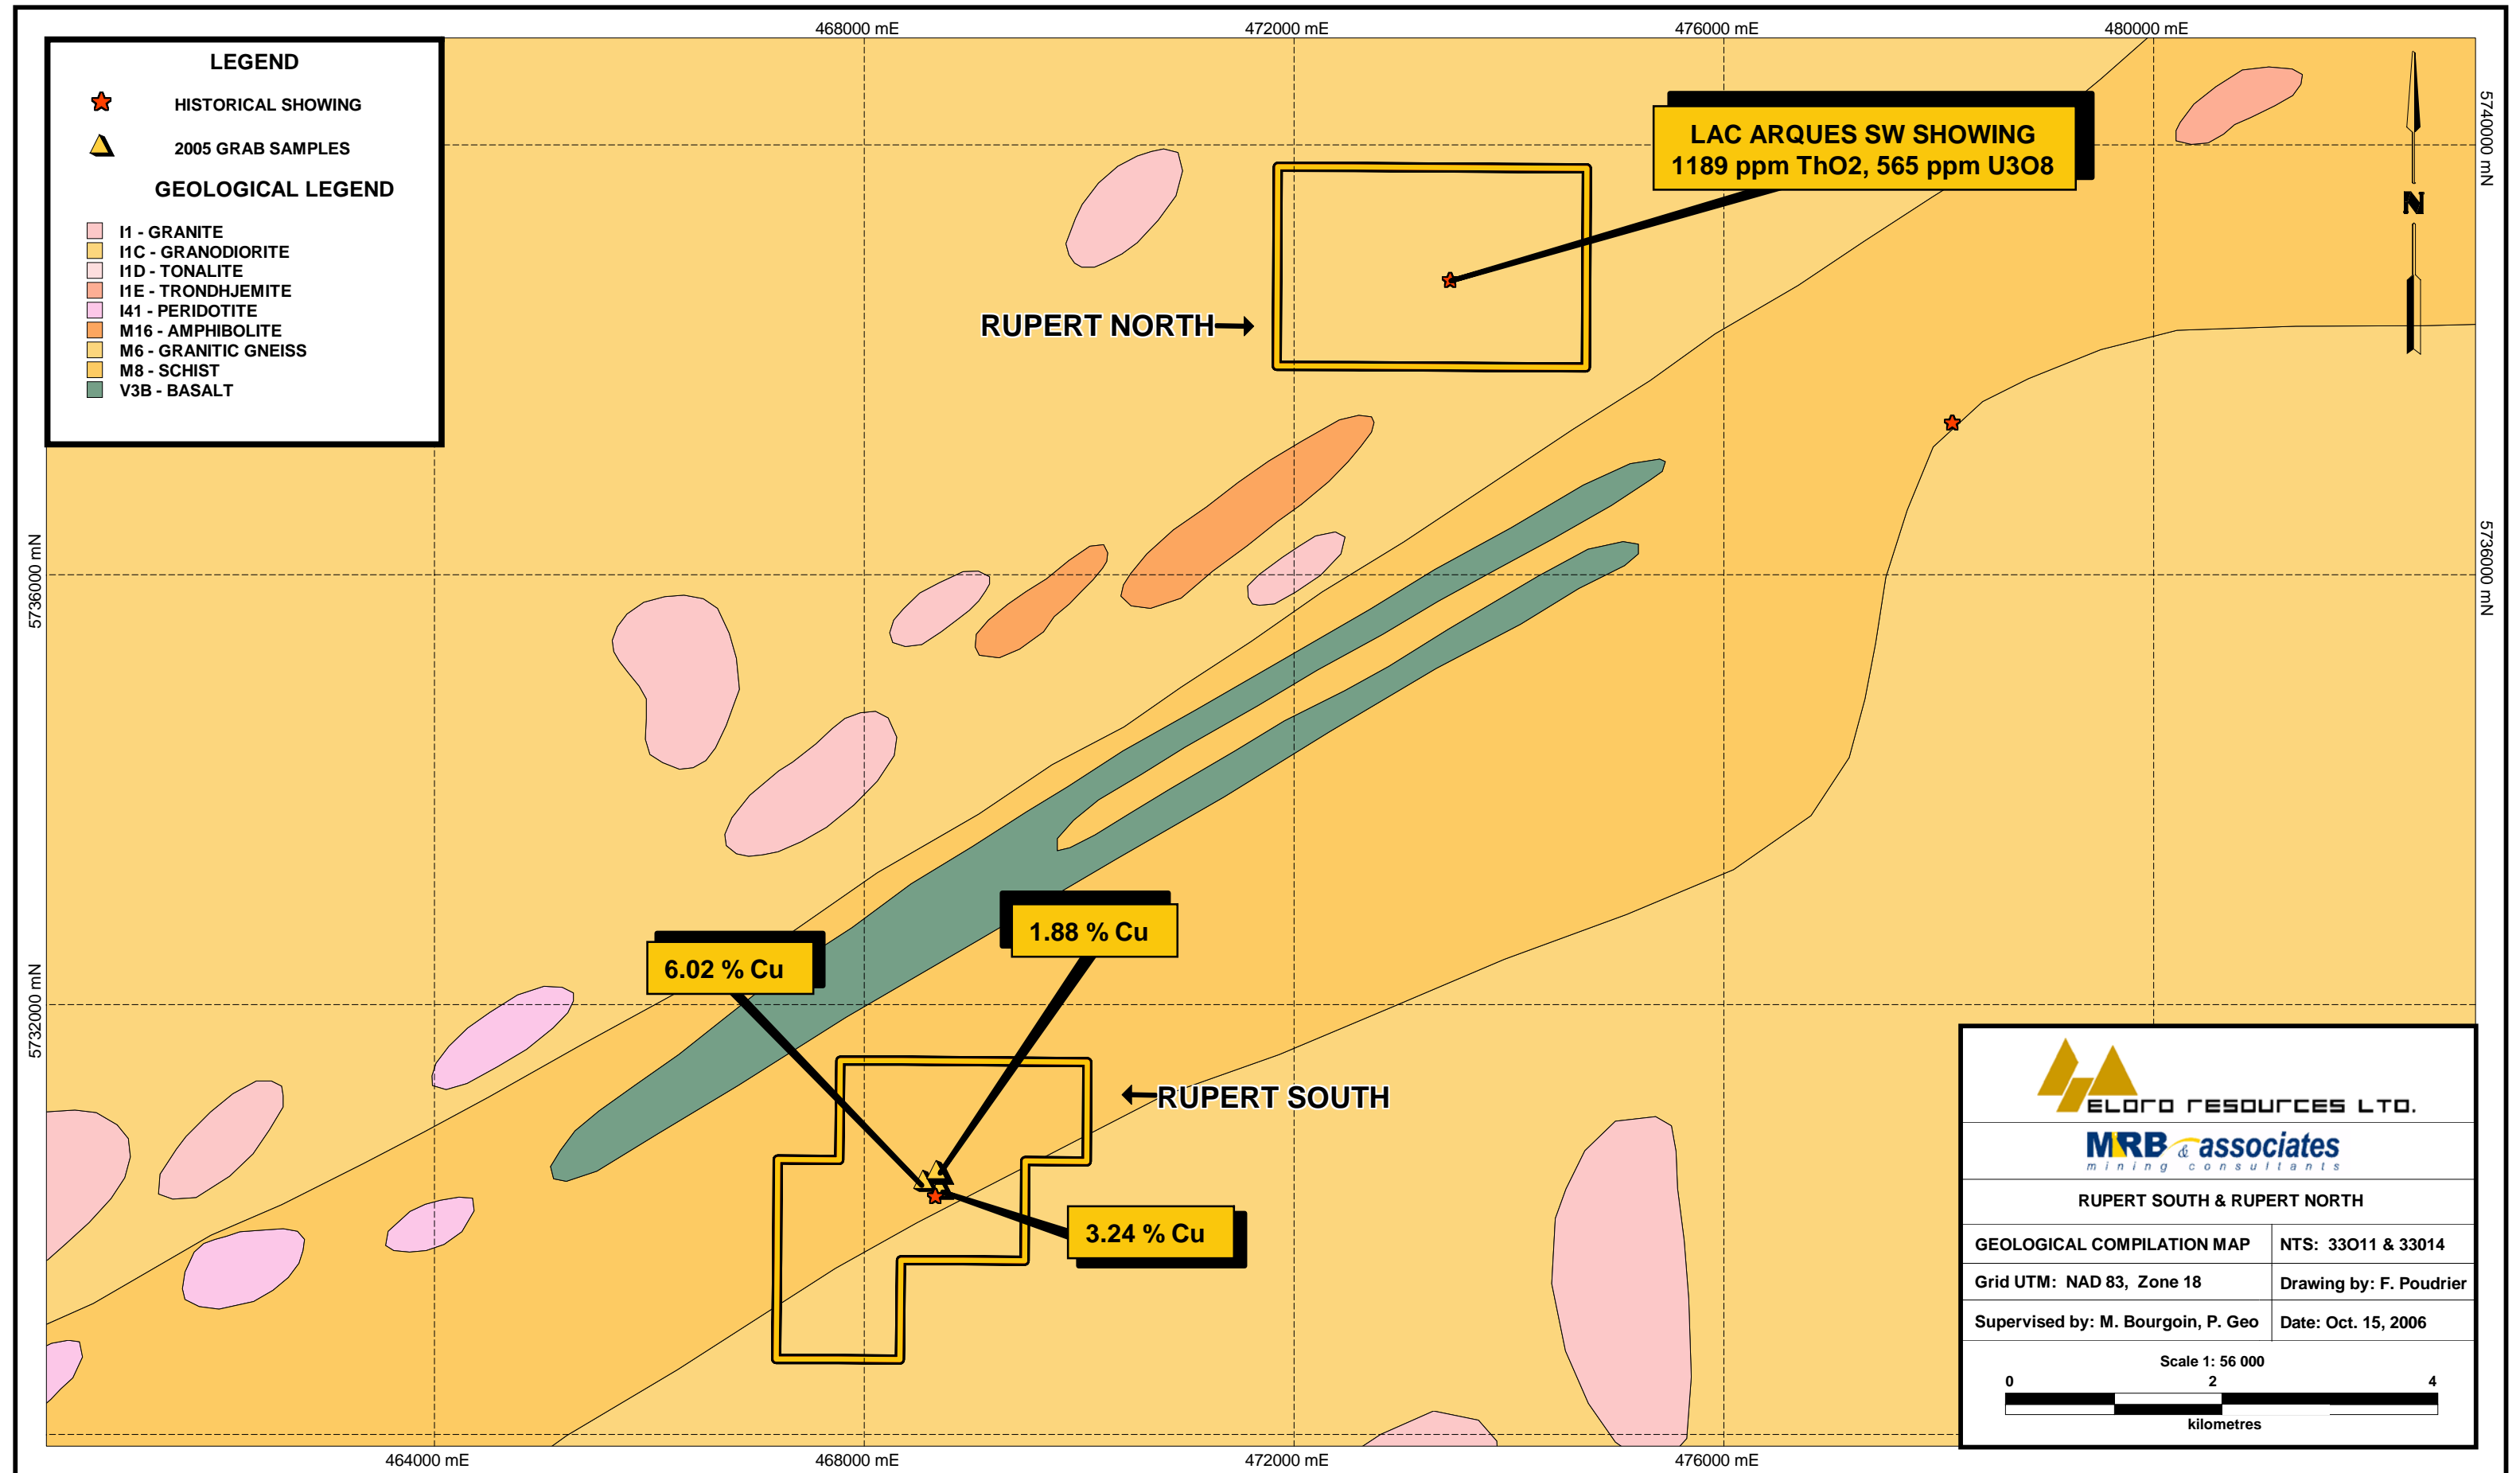 468000 mE
472000 mE
476000 mE
480000 mE
LEGEND
HISTORICAL SHOWING
2005 GRAB SAMPLES
GEOLOGICAL LEGEND
I1 - GRANITE
I1C - GRANODIORITE
I1D - TONALITE
I1E - TRONDHJEMITE
I41 - PERIDOTITE
M16 - AMPHIBOLITE
M6 - GRANITIC GNEISS
M8 - SCHIST
V3B - BASALT
LAC ARQUES SW SHOWING
1189 ppm ThO2, 565 ppm U3O8
5740000 mN
N
RUPERT NORTH
5736000 mN
5736000 mN
1.88 % Cu
6.02 % Cu
5732000 mN
RUPERT SOUTH
3.24 % Cu
ELORO RESOURCES LTD.
MRB & associates
mining consultants
RUPERT SOUTH & RUPERT NORTH
GEOLOGICAL COMPILATION MAP
NTS: 33O11 & 33014
Grid UTM: NAD 83, Zone 18
Drawing by: F. Poudrier
Supervised by: M. Bourgoin, P. Geo
Date: Oct. 15, 2006
Scale 1: 56 000
0 2 4
kilometres
464000 mE
468000 mE
472000 mE
476000 mE